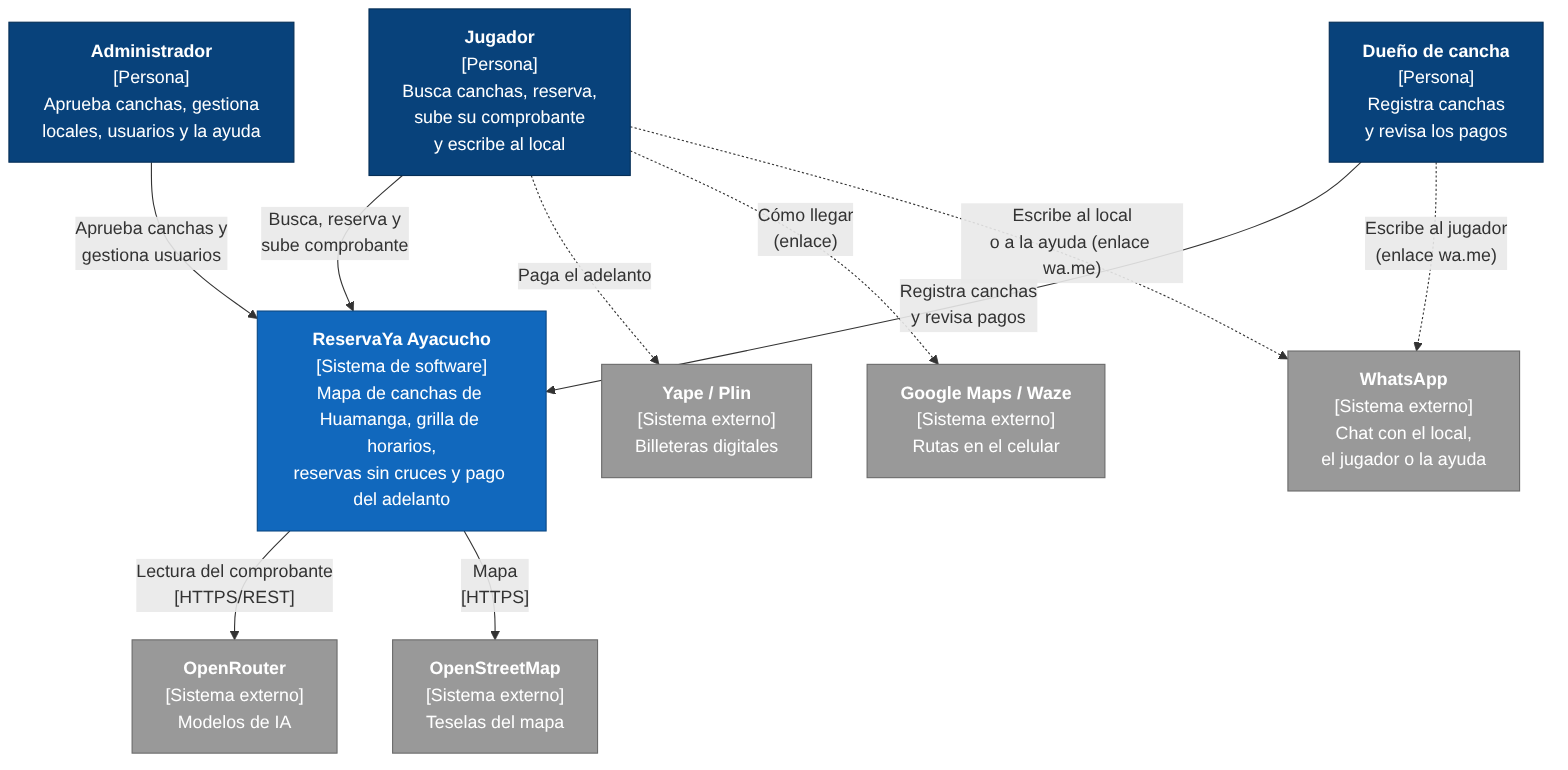 Administrador
[Persona]
Aprueba canchas, gestiona
locales, usuarios y la ayuda
Jugador
[Persona]
Busca canchas, reserva,
sube su comprobante
y escribe al local
Dueño de cancha
[Persona]
Registra canchas
y revisa los pagos
Aprueba canchas y
gestiona usuarios
Busca, reserva y
sube comprobante
Paga el adelanto
Cómo llegar
(enlace)
Escribe al local
o a la ayuda (enlace
wa.me)
Registra canchas
y revisa pagos
Escribe al jugador
(enlace wa.me)
ReservaYa Ayacucho
[Sistema de software]
Mapa de canchas de
Huamanga, grilla de
horarios,
reservas sin cruces y pago
del adelanto
Yape / Plin
[Sistema externo]
Billeteras digitales
Google Maps / Waze
[Sistema externo]
Rutas en el celular
WhatsApp
[Sistema externo]
Chat con el local,
el jugador o la ayuda
Lectura del comprobante
[HTTPS/REST]
Mapa
[HTTPS]
OpenRouter
[Sistema externo]
Modelos de IA
OpenStreetMap
[Sistema externo]
Teselas del mapa